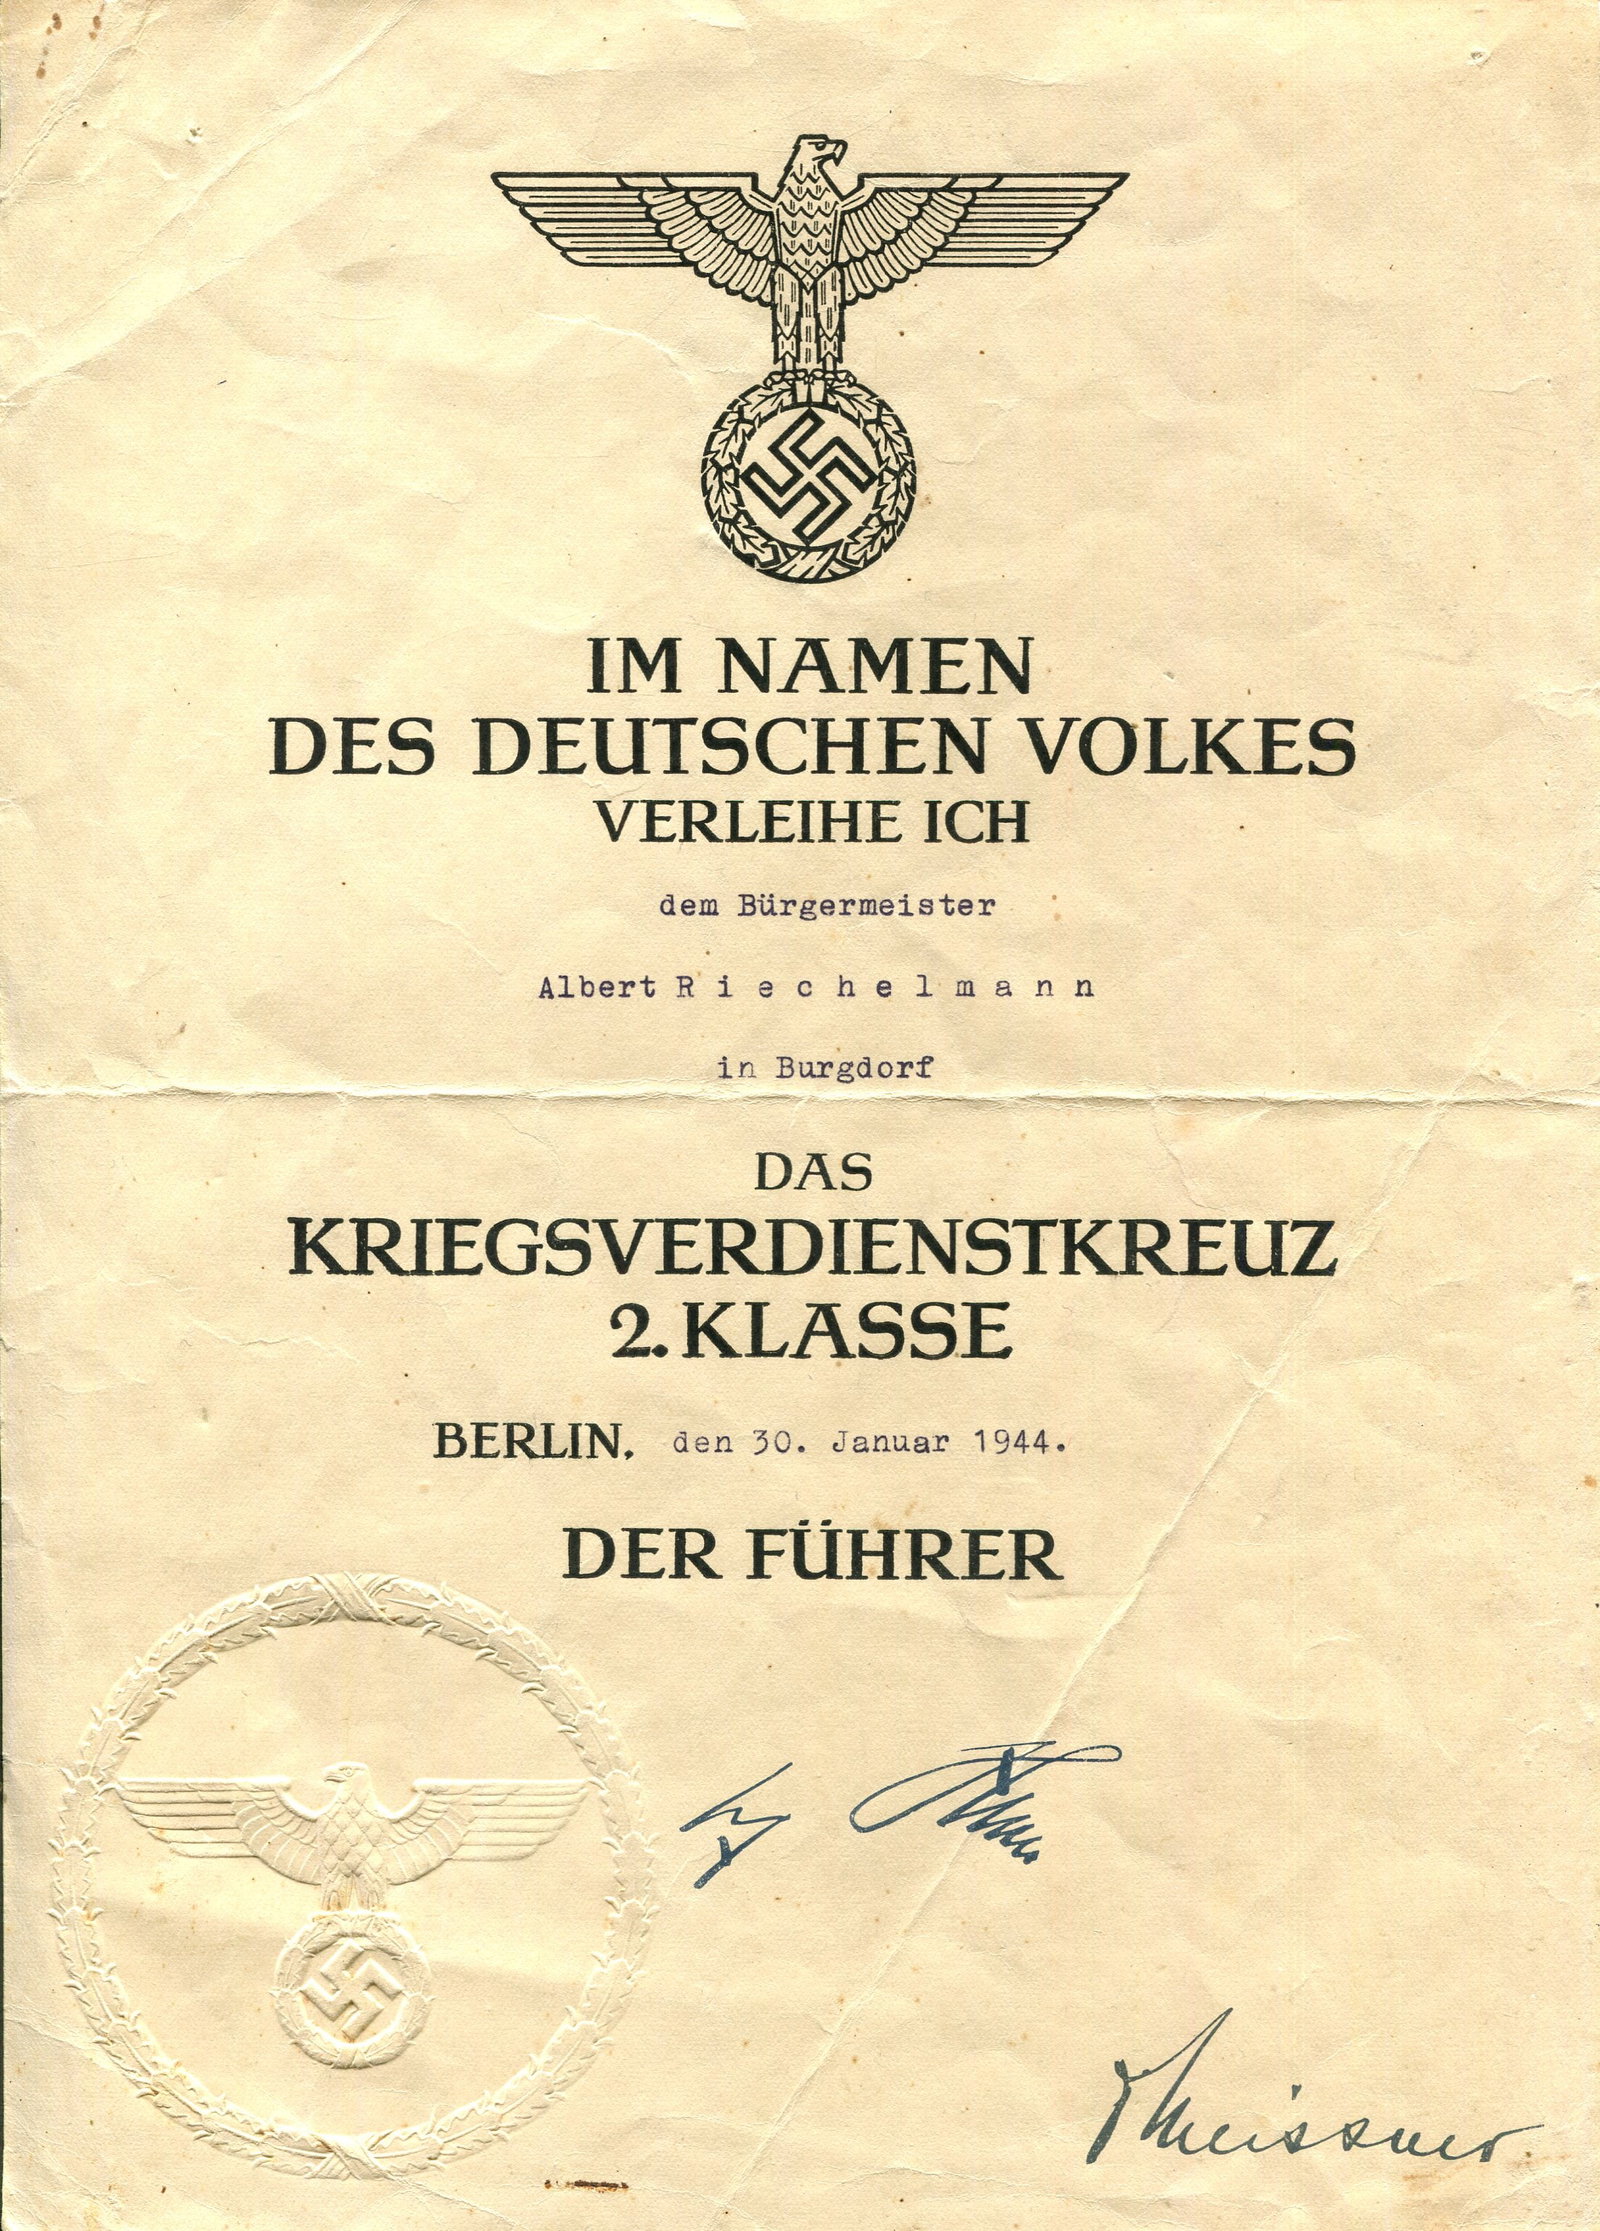 IM NAMEN
DES DEUTSCHEN VOLKES
VERLEIHE ICH
dem Bürgermeister
Albert R i e c h e l m a n n
in Burgdorf
DAS
KRIEGSVERDIENSTKREUZ
2. KLASSE
BERLIN, den 30. Januar 1944.
DER FÜHRER
Meissner